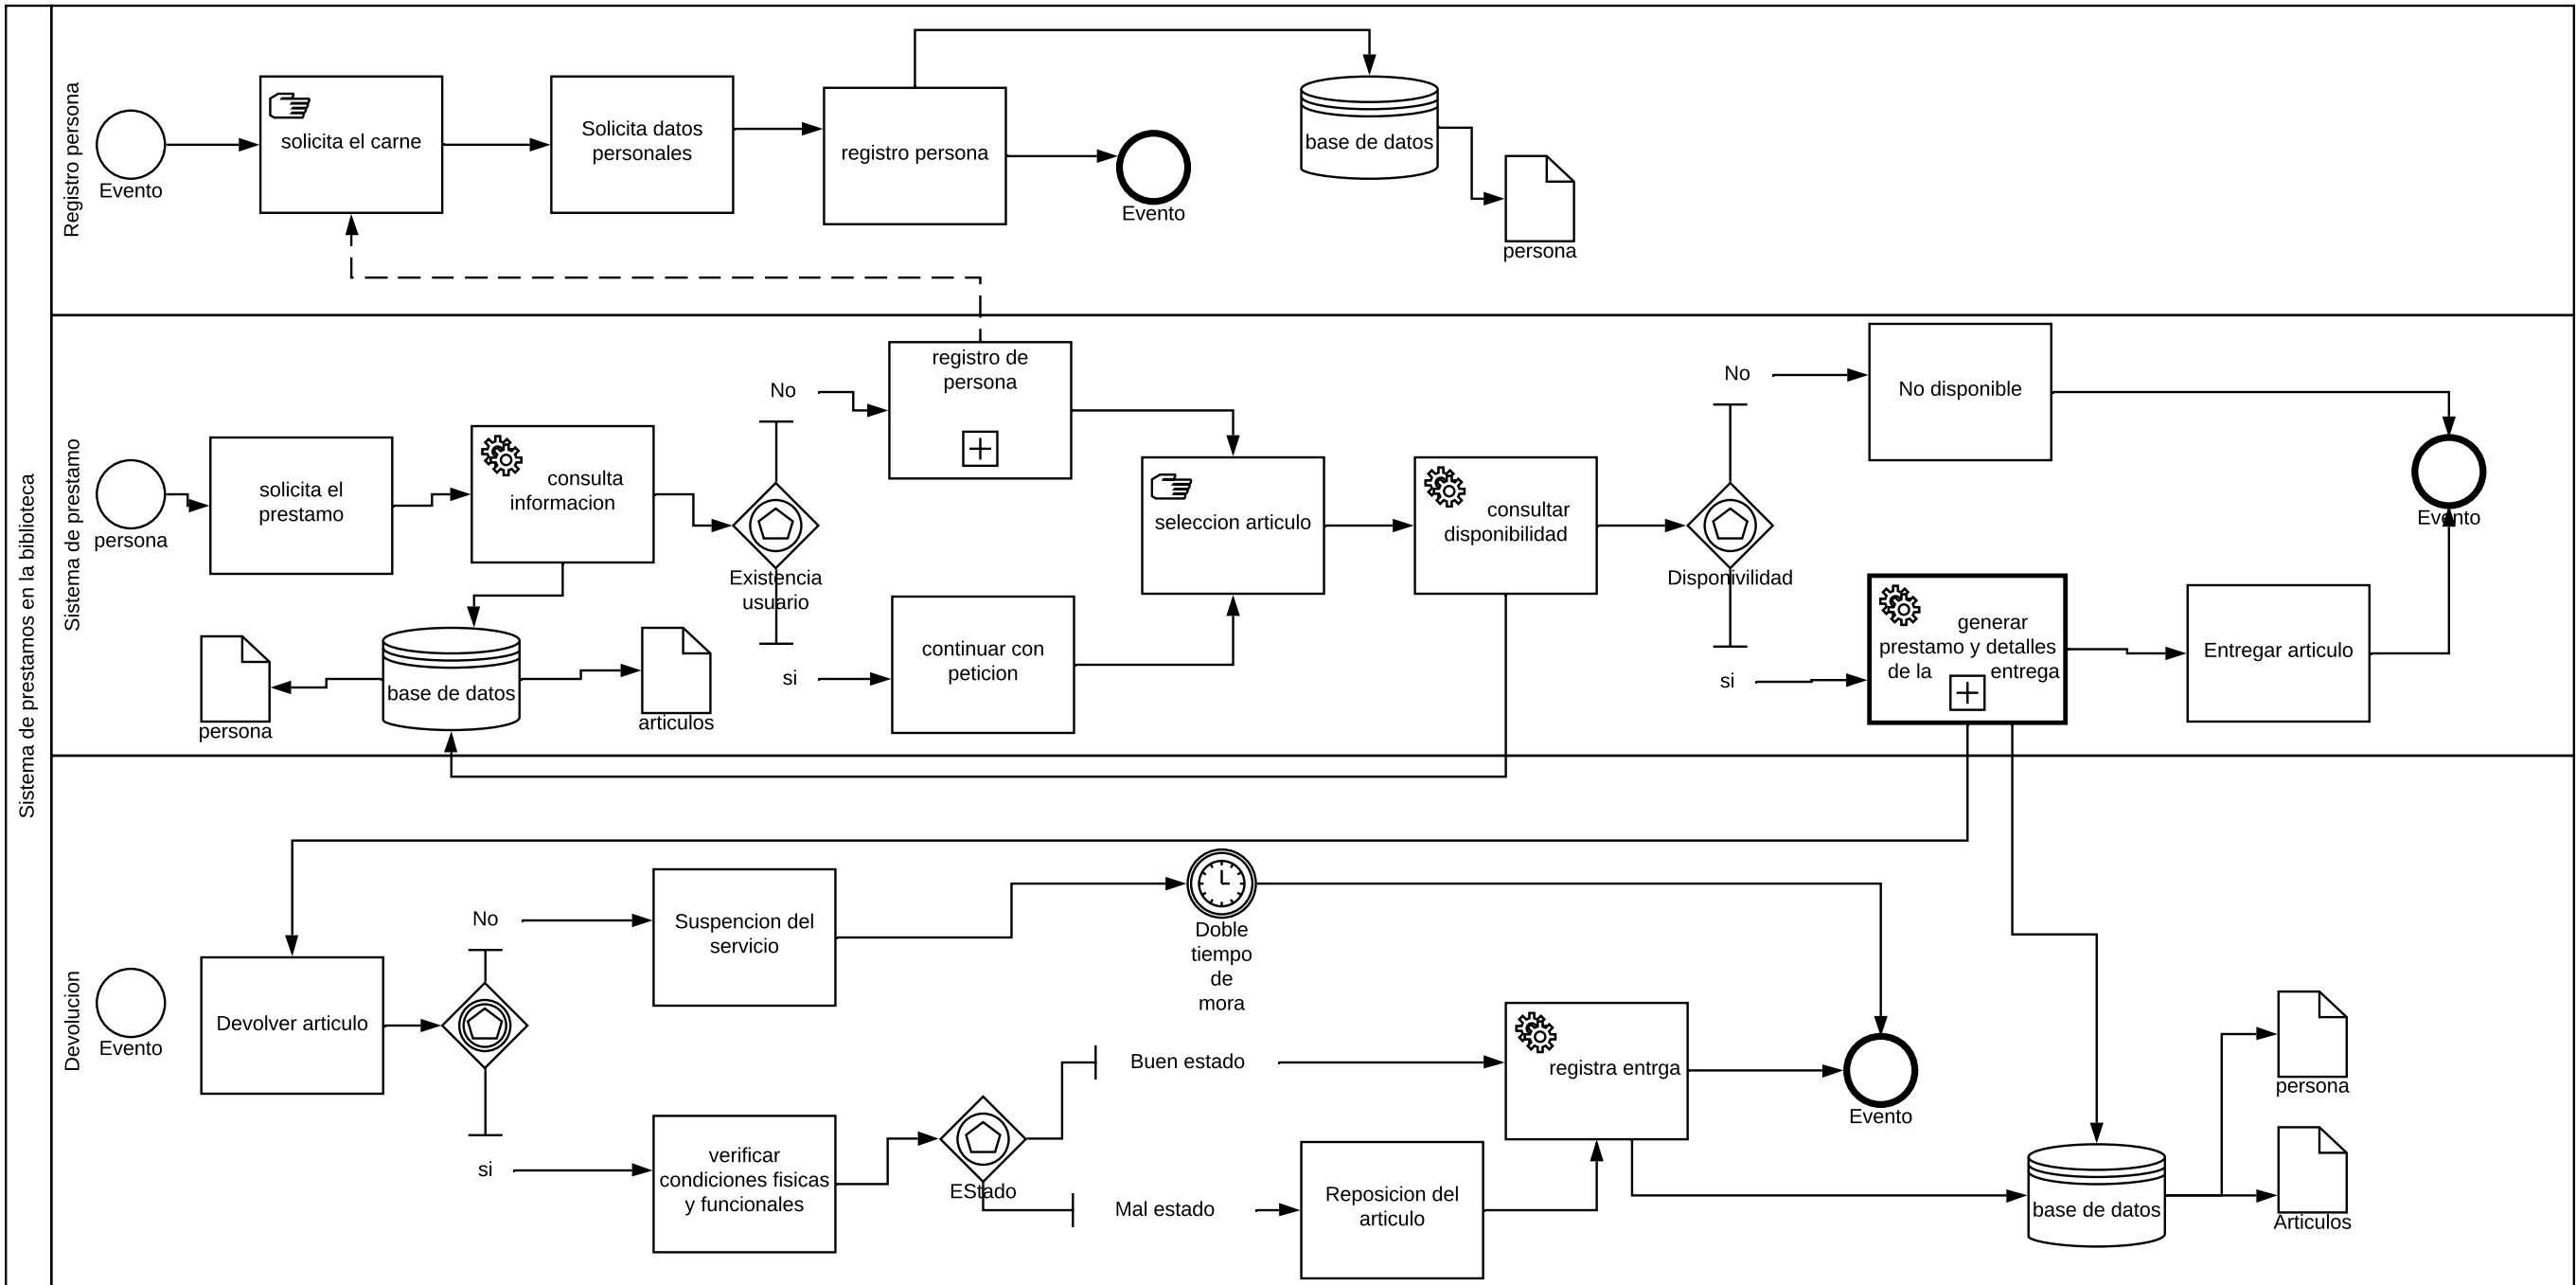 Sistema de prestamos en la biblioteca
Registro persona
Evento
solicita el carne
Solicita datos
personales
registro persona
Evento
base de datos
persona
Sistema de prestamo
persona
solicita el
prestamo
consulta
informacion
base de datos
persona
articulos
Existencia
usuario
No
si
registro de
persona
continuar con
peticion
seleccion articulo
consultar
disponibilidad
Disponivilidad
No
si
No disponible
generar
prestamo y detalles
de la entrega
Entregar articulo
Evento
Devolucion
Evento
Devolver articulo
No
si
Suspencion del
servicio
Doble
tiempo
de
mora
verificar
condiciones fisicas
y funcionales
EStado
Buen estado
Mal estado
Reposicion del
articulo
registra entrga
Evento
base de datos
persona
Articulos